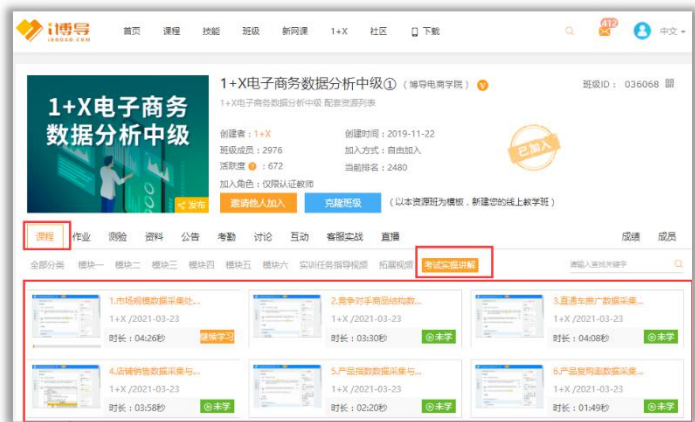 i博导
首页 课程 技能 班级 新网课 1+X 社区 下载 412 中文
1+X电子商务
数据分析中级
发布
1+X电子商务数据分析中级① （博导电商学院）
班级ID： 036068
1+X电子商务数据分析中级 配套资源列表
创建者：1+X 创建时间：2019-11-22
班级成员：2976 加入方式：自由加入
活跃度 ：672 当前排名：2480
加入角色：仅限认证教师
已加入
邀请他人加入 克隆班级 （以本资源班为模板，新建您的线上教学班）
课程 作业 测验 资料 公告 考勤 讨论 互动 客服实战 直播 成绩 成员
全部分类 模块一 模块二 模块三 模块四 模块五 模块六 实训任务指导视频 拓展视频 考试实操讲解 请输入查找关键字
1.市场规模数据采集处...
1+X /2021-03-23
时长：04:26秒 继续学习
2.竞争对手商品结构数...
1+X /2021-03-23
时长：03:30秒 未学
3.直通车推广数据采集...
1+X /2021-03-23
时长：04:08秒 未学
4.店铺销售数据采集与...
1+X /2021-03-23
时长：03:58秒 未学
5.产品指数数据采集与...
1+X /2021-03-23
时长：02:20秒 未学
6.产品复购率数据采集...
1+X /2021-03-23
时长：01:49秒 未学